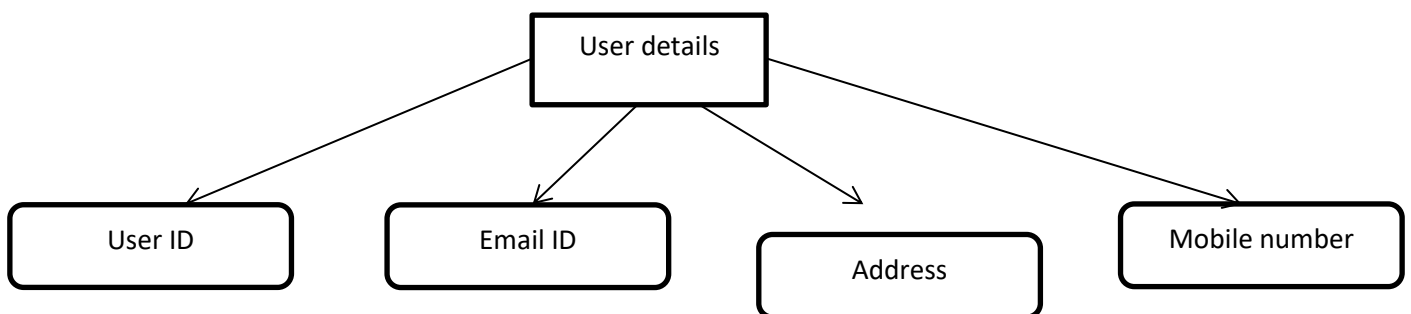 User details
User ID
Email ID
Address
Mobile number